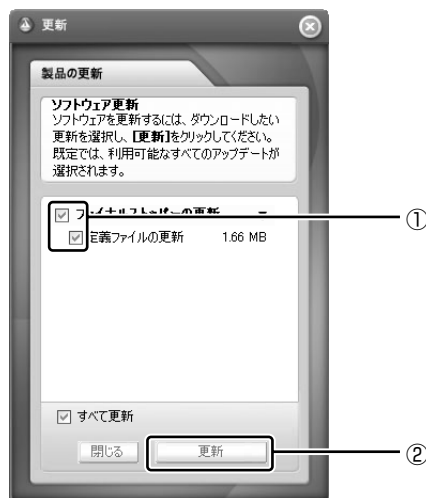 更新
製品の更新
ソフトウェア更新
ソフトウェアを更新するには、ダウンロードしたい
更新を選択し、【更新】をクリックしてください。
既定では、利用可能なすべてのアップデートが
選択されます。
の更新
①
定義ファイルの更新 1.66 MB
すべて更新
閉じる 更新
②